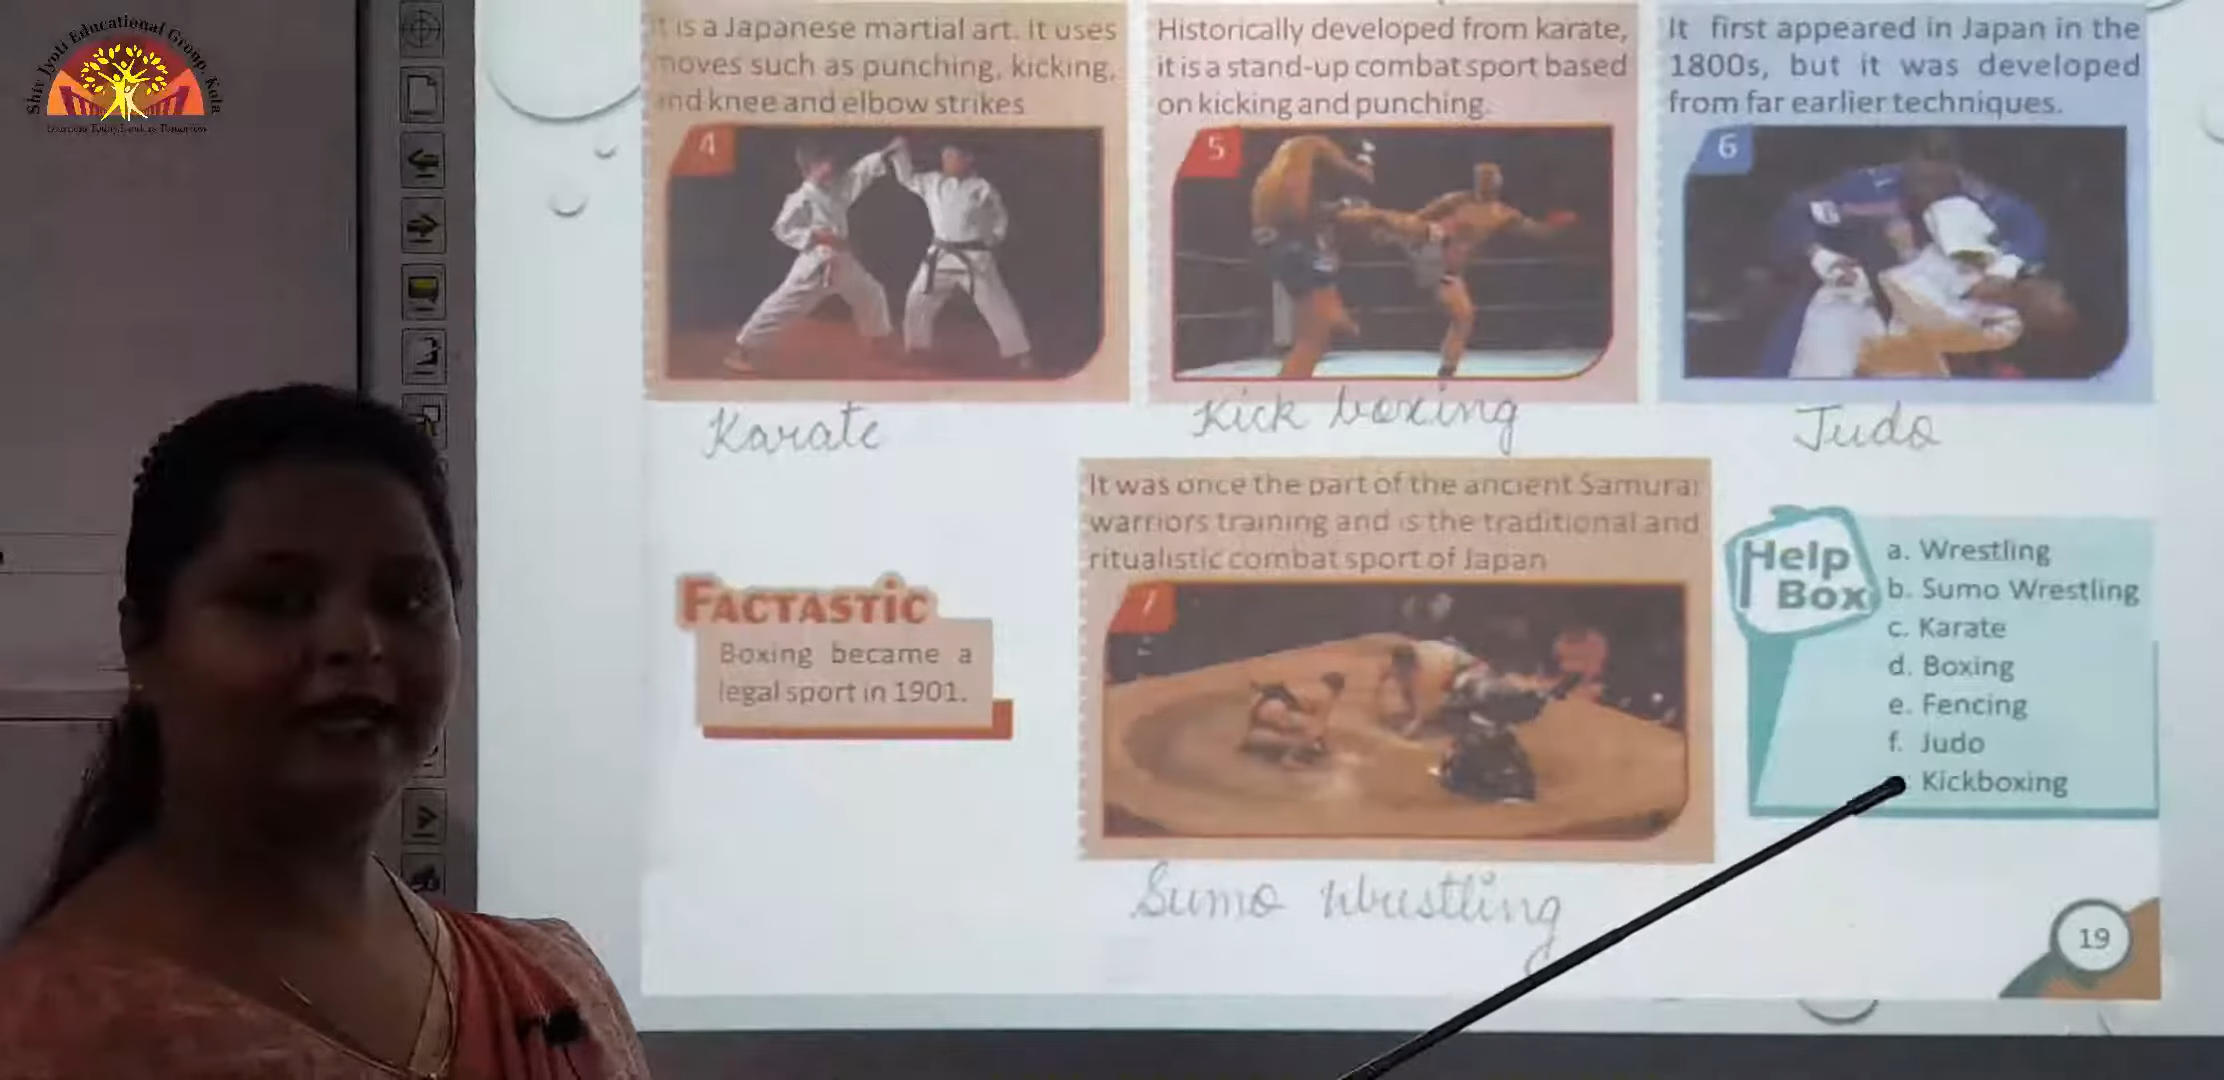 Shiv Jyoti Educational Group, Kota
It is a Japanese martial art. It uses
moves such as punching, kicking,
and knee and elbow strikes
4
Karate
Historically developed from karate,
it is a stand-up combat sport based
on kicking and punching.
5
Kick boxing
It first appeared in Japan in the
1800s, but it was developed
from far earlier techniques.
6
Judo
FACTASTiC
Boxing became a
legal sport in 1901.
It was once the part of the ancient Samurai
warriors training and is the traditional and
ritualistic combat sport of Japan
7
Sumo Wrestling
Help
Box
a. Wrestling
b. Sumo Wrestling
c. Karate
d. Boxing
e. Fencing
f. Judo
Kickboxing
19